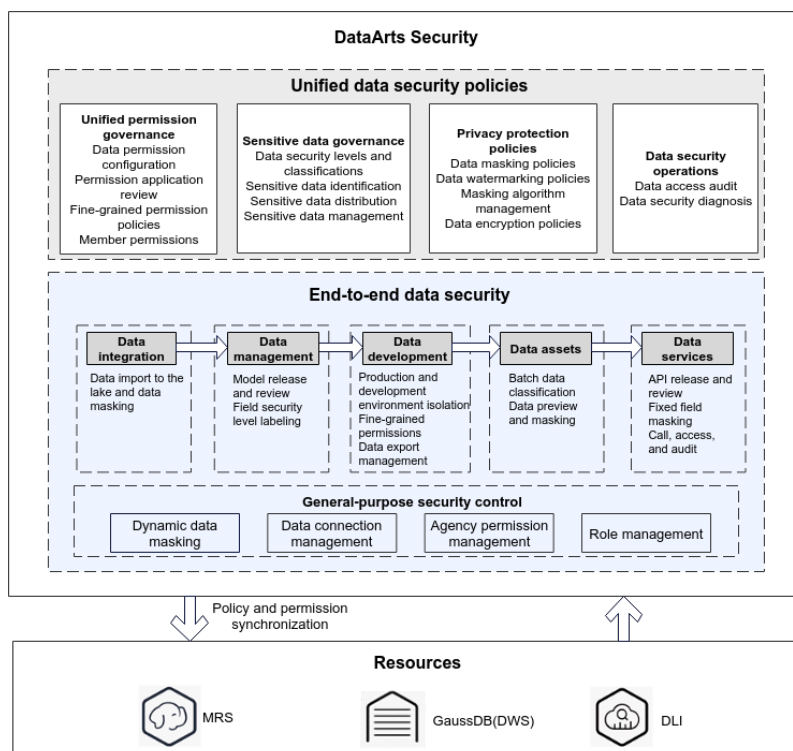 DataArts Security
Unified data security policies
Unified permission
governance
Data permission
configuration
Permission application
review
Fine-grained permission
policies
Member permissions
Sensitive data governance
Data security levels and
classifications
Sensitive data identification
Sensitive data distribution
Sensitive data management
Privacy protection
policies
Data masking policies
Data watermarking policies
Masking algorithm
management
Data encryption policies
Data security
operations
Data access audit
Data security diagnosis
End-to-end data security
Data
integration
Data import to the
lake and data
masking
Data
management
Model release
and review
Field security
level labeling
Data
development
Production and
development
environment isolation
Fine-grained
permissions
Data export
management
Data assets
Batch data
classification
Data preview
and masking
Data
services
API release and
review
Fixed field
masking
Call, access,
and audit
General-purpose security control
Dynamic data
masking
Data connection
management
Agency permission
management
Role management
Policy and permission
synchronization
Resources
MRS
GaussDB(DWS)
DLI